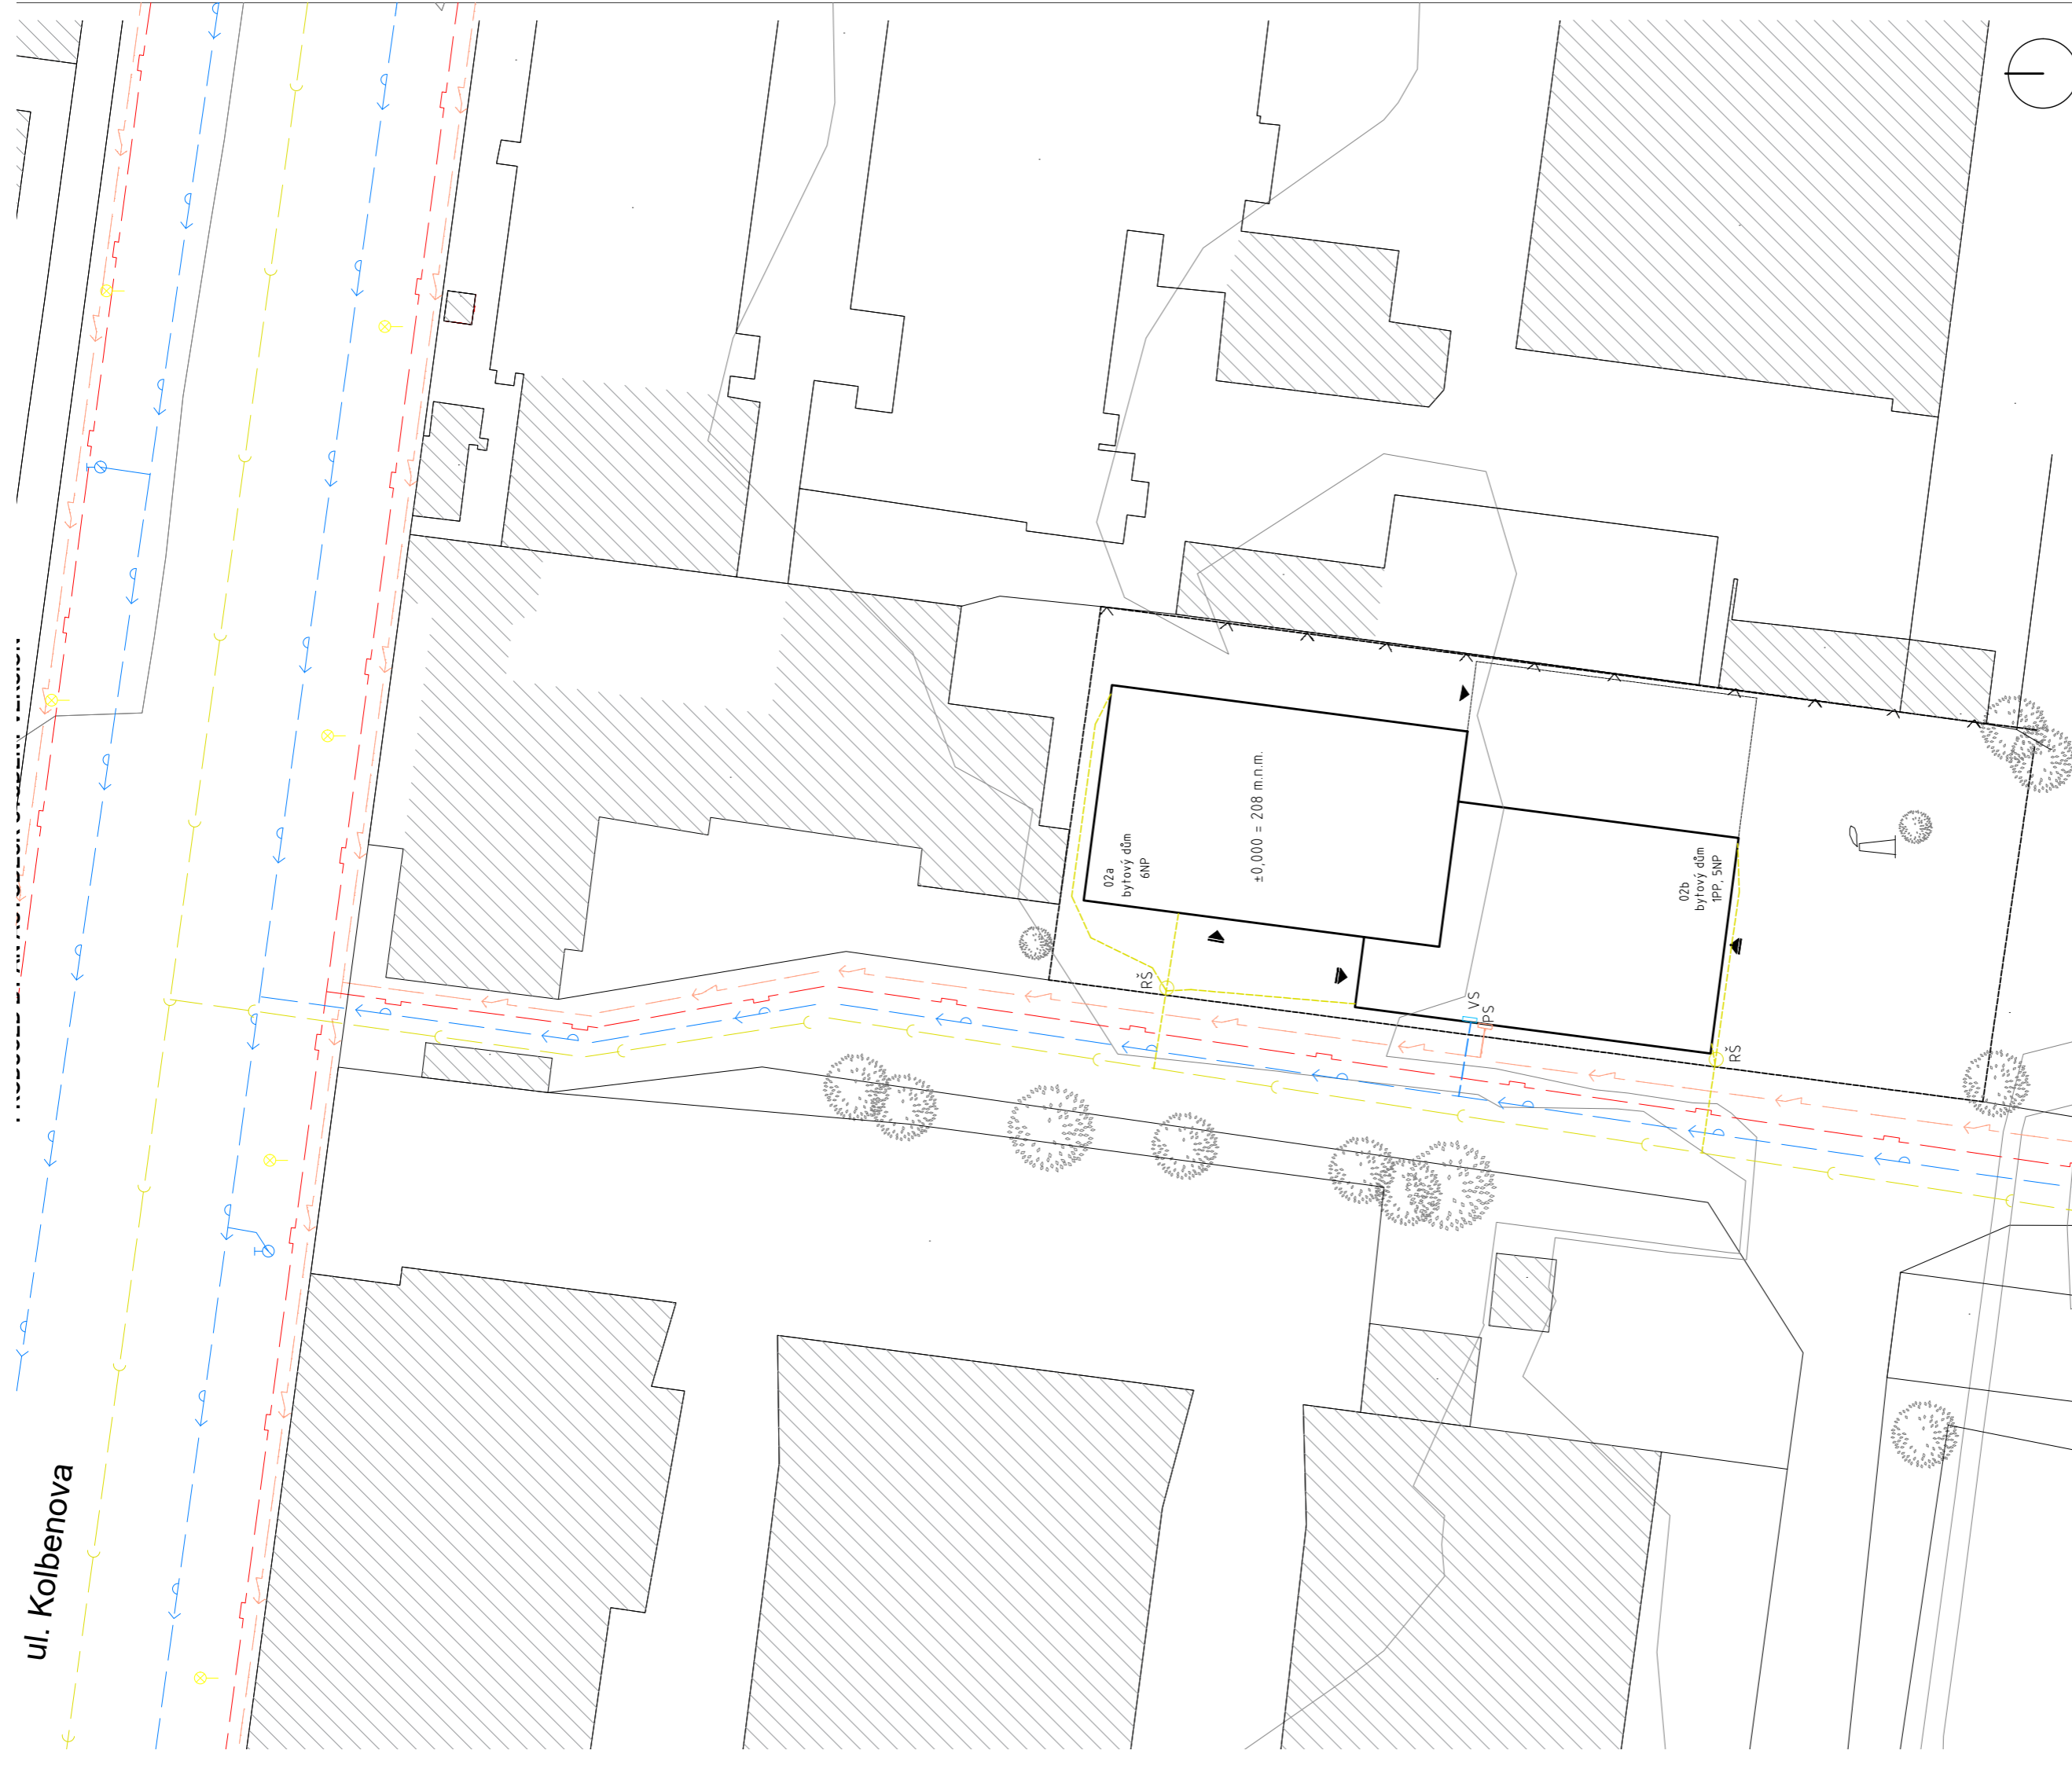 ul. Kolbenova
02a
bytový dům
6NP
±0,000 = 208 m.n.m.
02b
bytový dům
1PP, 5NP
RŠ
VS
PS
RŠ